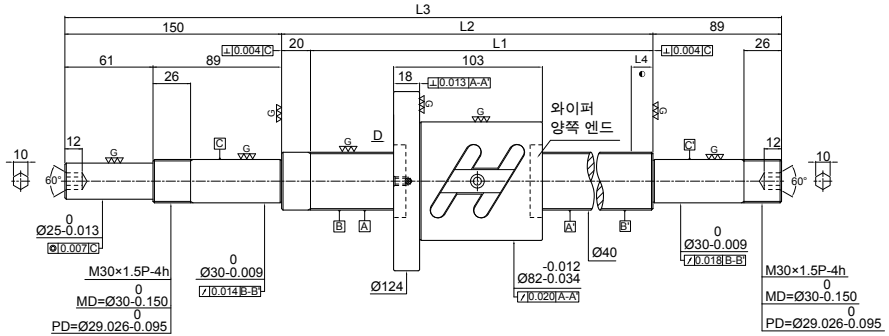 L3
150
L2
89
20
L1
⊥ 0.004 C
⊥ 0.004 C
26
61
89
103
26
18
⊥ 0.013 A-A'
L4
와이퍼
양쪽 엔드
G
G
G
G
D
C
C'
G
G
G
G
12
12
10
10
60°
60°
B
A
A'
B'
0
Ø25-0.013
◎ 0.007 C
0
Ø30-0.009
↗ 0.014 B-B'
M30×1.5P-4h
0
MD=Ø30-0.150
0
PD=Ø29.026-0.095
Ø124
-0.012
Ø82-0.034
↗ 0.020 A-A'
Ø40
0
Ø30-0.009
↗ 0.018 B-B'
M30×1.5P-4h
0
MD=Ø30-0.150
0
PD=Ø29.026-0.095